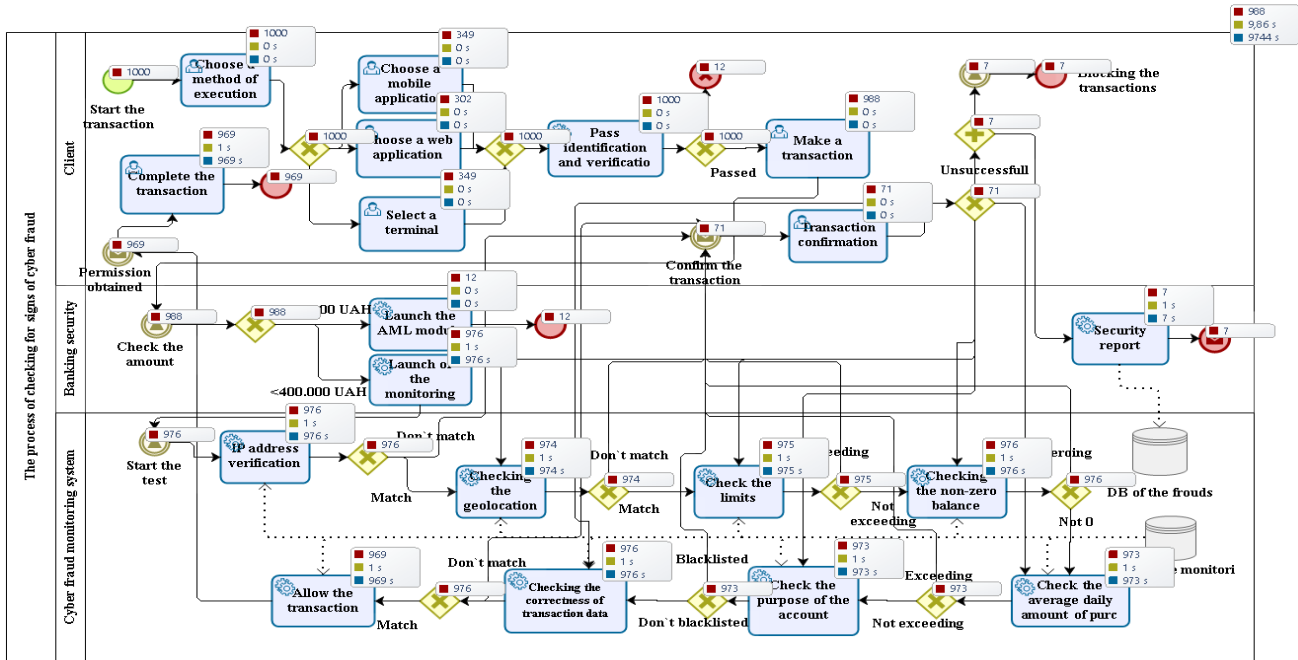 988
9,86 s
9744 s
The process of checking for signs of cyber fraud
Client
Banking security
Cyber fraud monitoring system
1000
Start the
transaction
1000
0 s
0 s
Choose a
method of
execution
1000
349
0 s
0 s
Choose a
mobile
302
0 s
0 s
application
349
0 s
0 s
Select a
terminal
1000
1000
0 s
0 s
Pass
identification
and verificatio
1000
12
Passed
988
0 s
0 s
Make a
transaction
7
7
Blocking the
transactions
7
Unsuccessfull
71
969
1 s
969 s
Complete the
transaction
969
969
Permission
obtained
71
Confirm the
transaction
71
0 s
0 s
Transaction
confirmation
988
Check the
amount
988
UAH
12
0 s
0 s
Launch the
AML
12
976
1 s
976 s
Launch of
the
monitoring
<400.000 UAH
7
1 s
7 s
Security
report
7
976
Start the
test
976
1 s
976 s
IP address
verification
976
Don`t match
Match
974
1 s
974 s
Checking
the
geolocation
974
Don`t match
Match
975
1 s
975 s
Check the
limits
975
Not
exceeding
976
1 s
976 s
Checking
the non-zero
balance
976
Not 0
DB of the frouds
969
1 s
969 s
Allow the
transaction
976
Don`t match
Match
976
1 s
976 s
Checking the
correctness of
transaction data
973
Blacklisted
Don`t blacklisted
973
1 s
973 s
Check the
purpose of the
account
973
Exceeding
Not exceeding
973
1 s
973 s
Check the
average daily
amount of purc